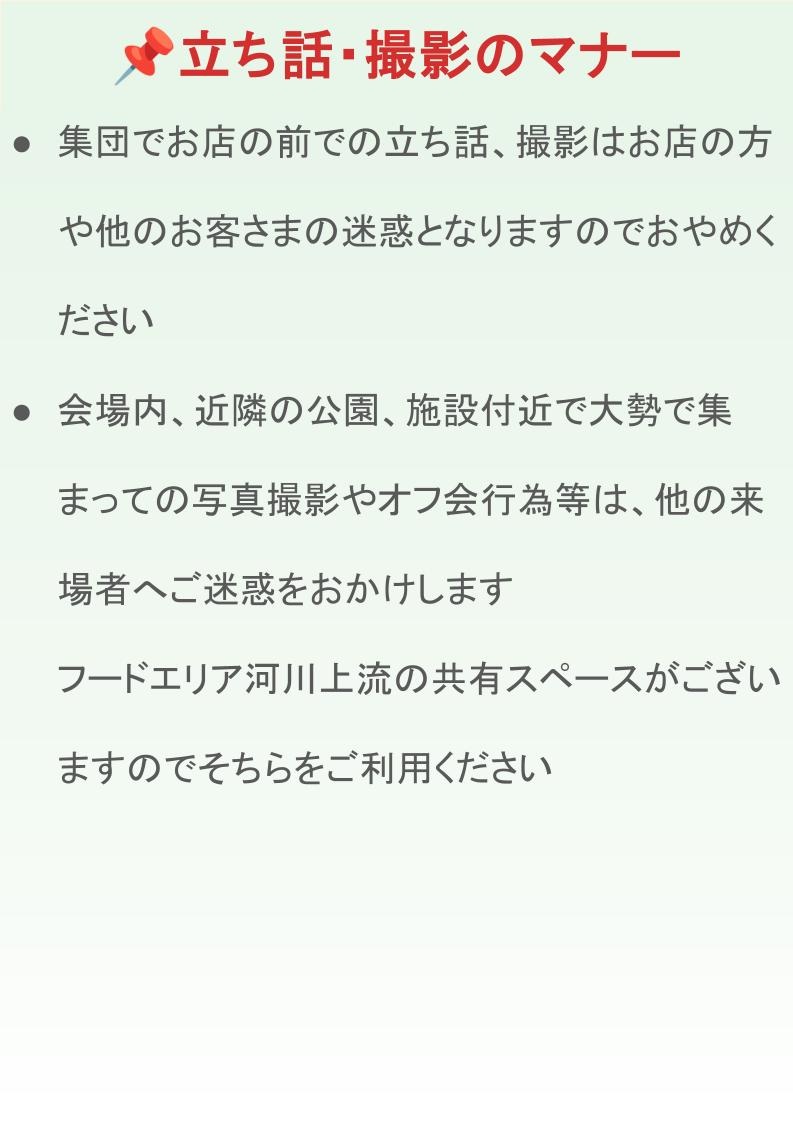 📌立ち話・撮影のマナー
● 集団でお店の前での立ち話、撮影はお店の方
や他のお客さまの迷惑となりますのでおやめく
ださい
● 会場内、近隣の公園、施設付近で大勢で集
まっての写真撮影やオフ会行為等は、他の来
場者へご迷惑をおかけします
フードエリア河川上流の共有スペースがござい
ますのでそちらをご利用ください